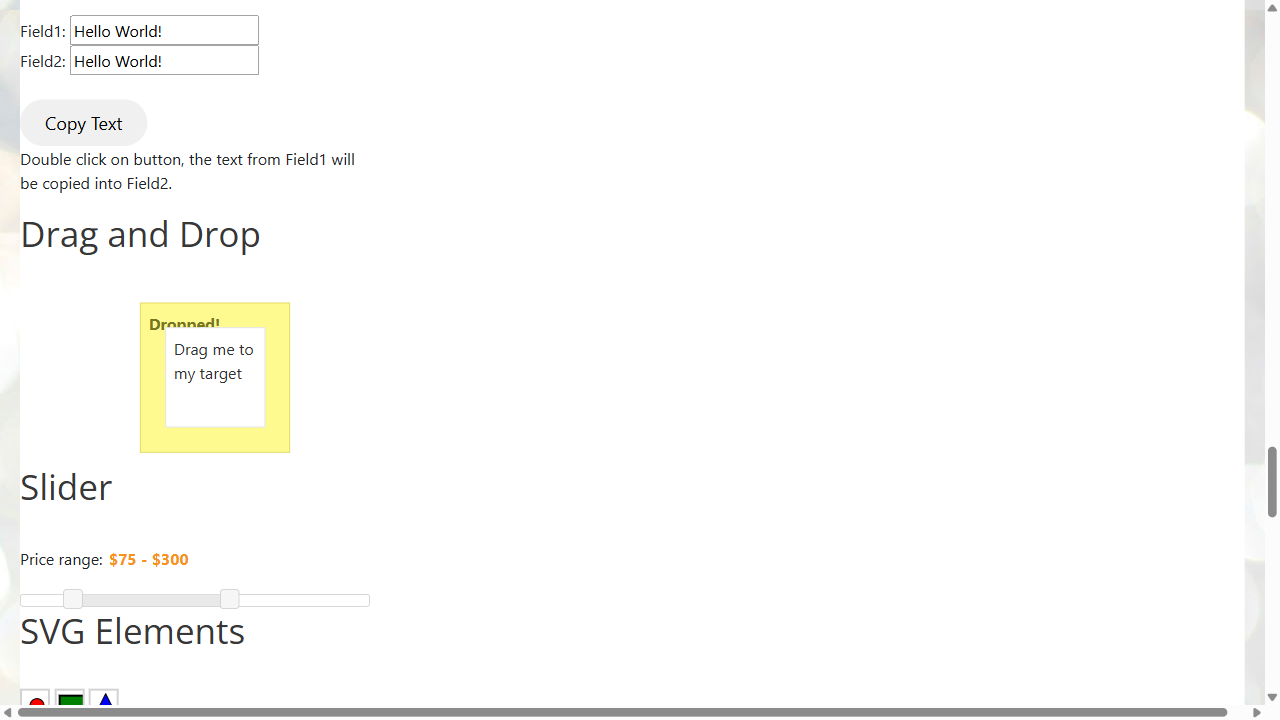 Field1: Hello World!
Field2: Hello World!
Copy Text
Double click on button, the text from Field1 will
be copied into Field2.
Drag and Drop
Dropped!
Drag me to
my target
Slider
Price range: $75 - $300
SVG Elements